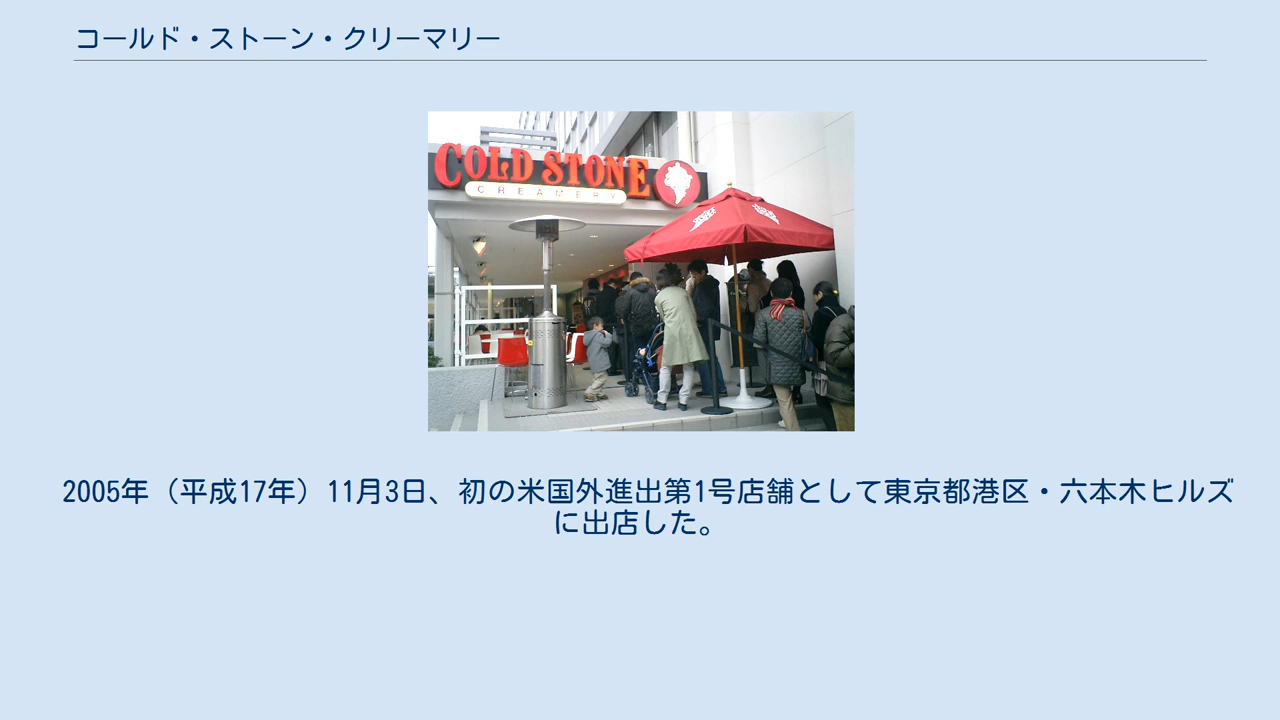 コールド・ストーン・クリーマリー
COLD STONE
CREAMERY
2005年（平成17年）11月3日、初の米国外進出第1号店舗として東京都港区・六本木ヒルズ
に出店した。